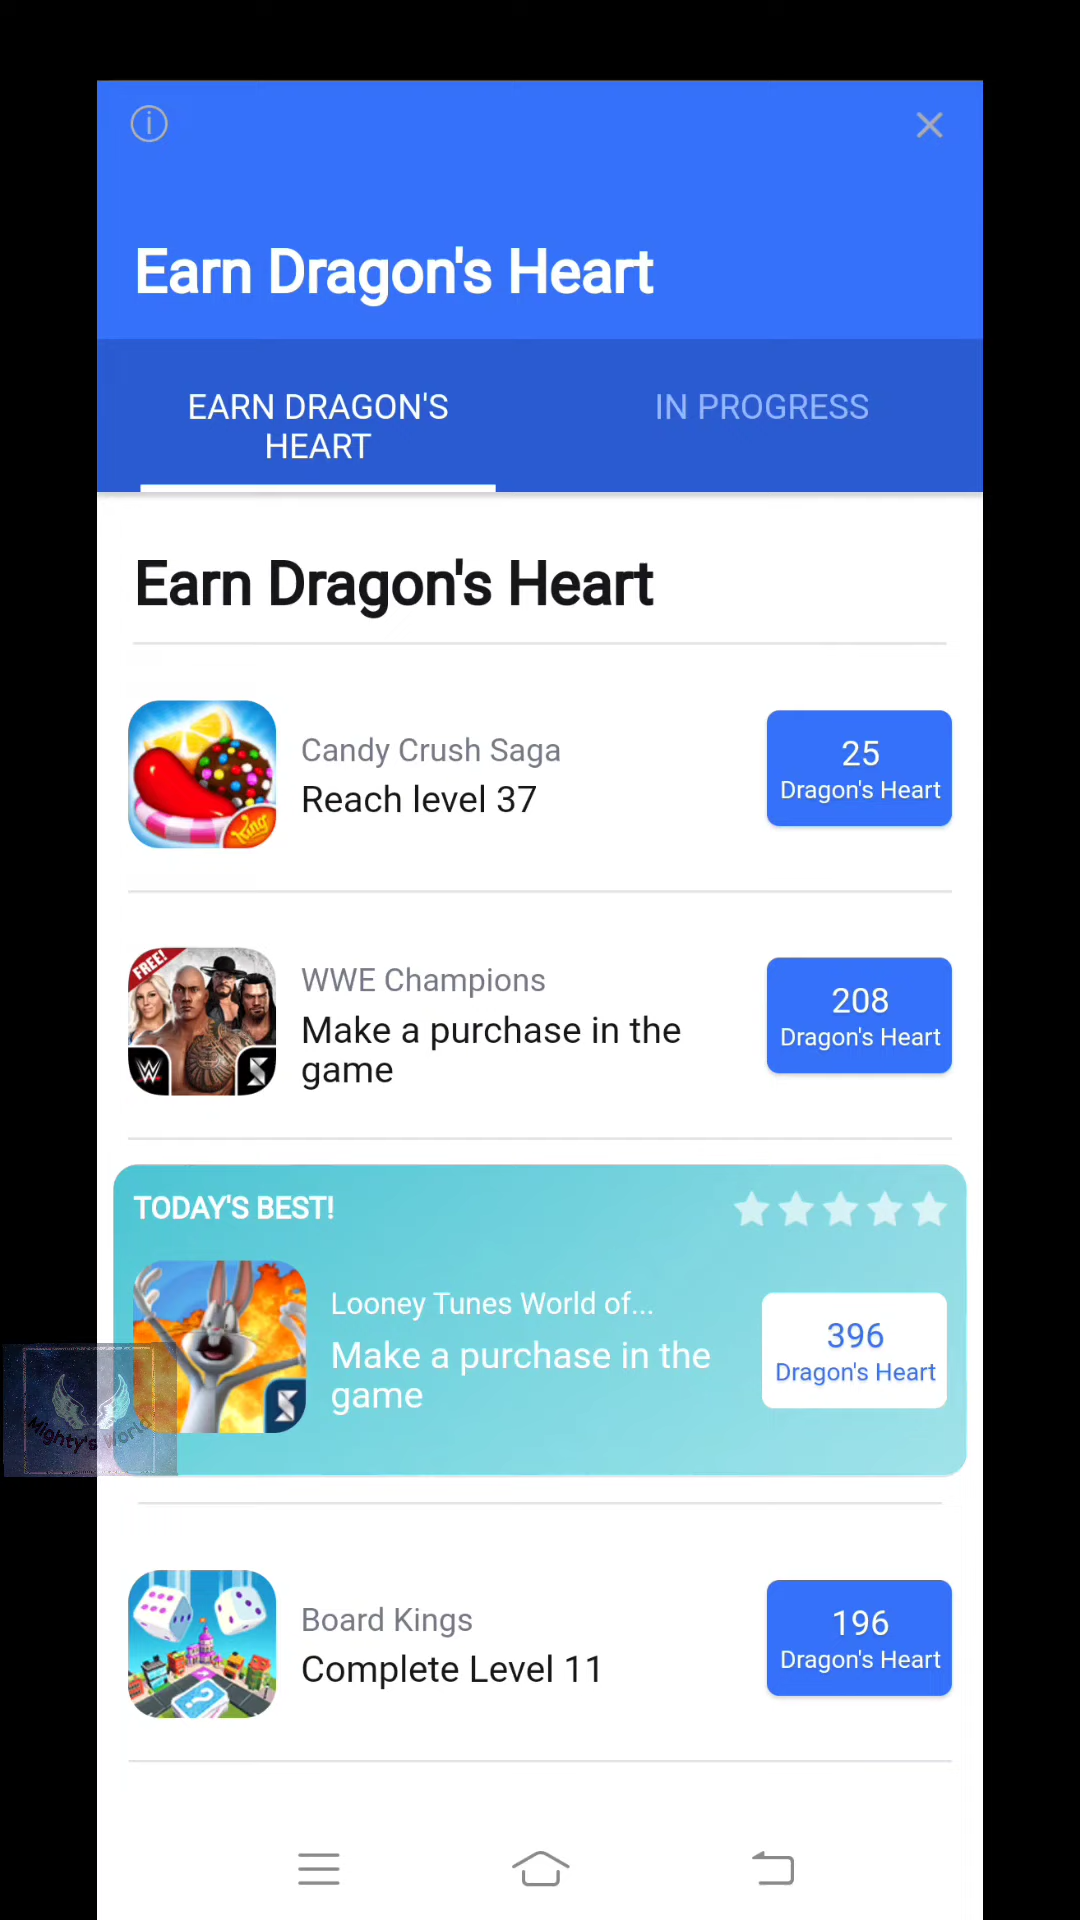 Earn Dragon's Heart
EARN DRAGON'S
HEART
IN PROGRESS
Earn Dragon's Heart
Candy Crush Saga
Reach level 37
25
Dragon's Heart
King
FREE!
WWE Champions
Make a purchase in the
game
208
Dragon's Heart
W
S
TODAY'S BEST!
Looney Tunes World of...
Make a purchase in the
game
396
Dragon's Heart
S
Mighty's World
Board Kings
Complete Level 11
196
Dragon's Heart
?